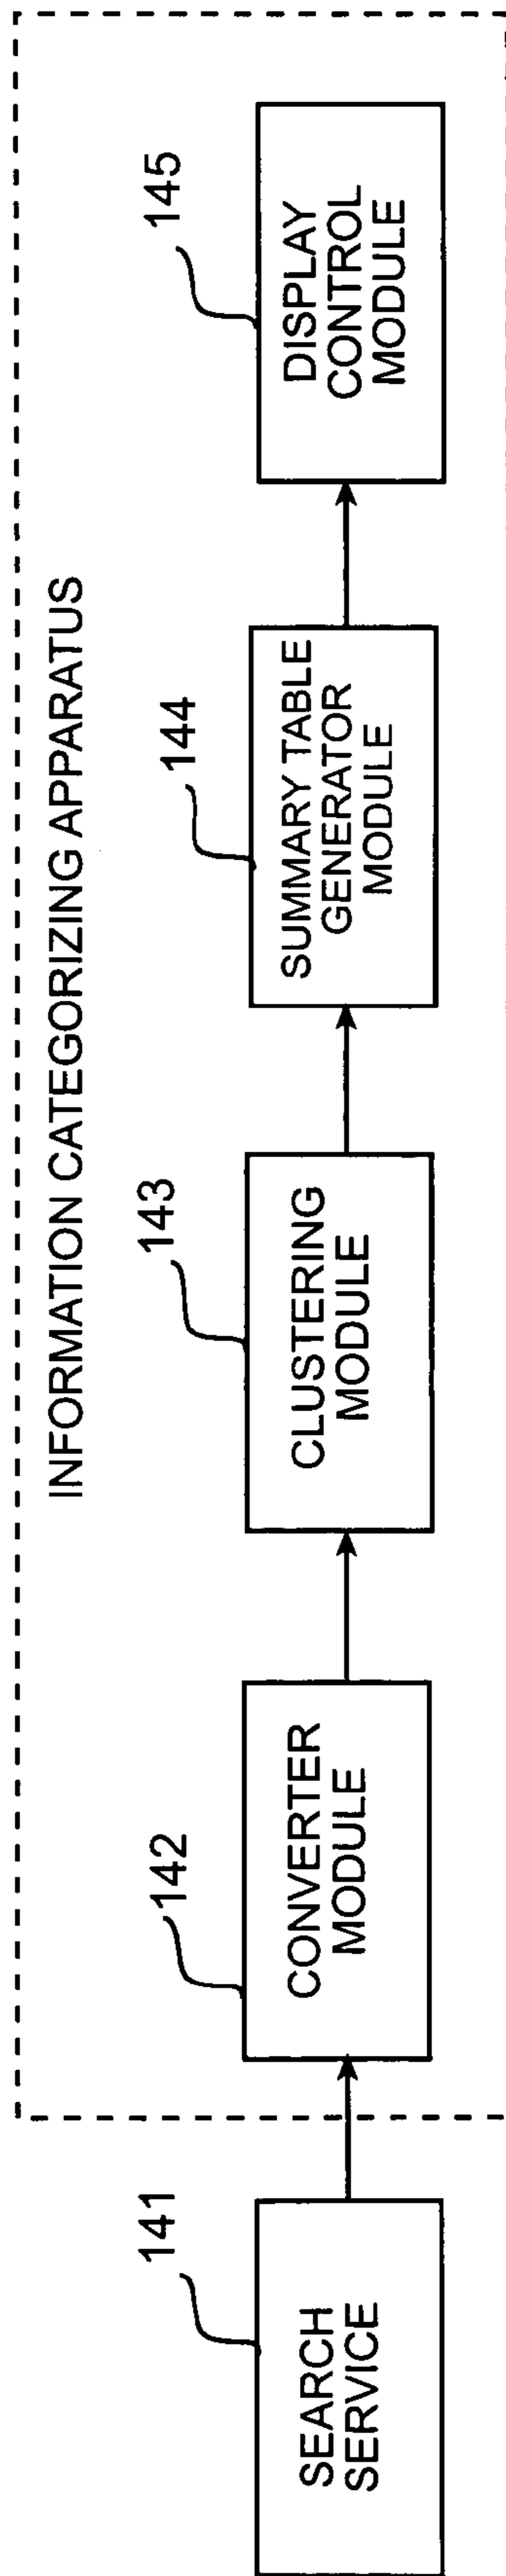 INFORMATION CATEGORIZING APPARATUS
141
SEARCH
SERVICE
142
CONVERTER
MODULE
143
CLUSTERING
MODULE
144
SUMMARY TABLE
GENERATOR
MODULE
145
DISPLAY
CONTROL
MODULE